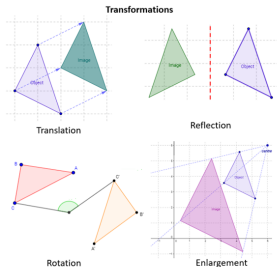 Transformations
Object
Image
Translation
Image
Object
Reflection
B
A
C
C'
B'
A'
Rotation
Object
Image
Enlargement